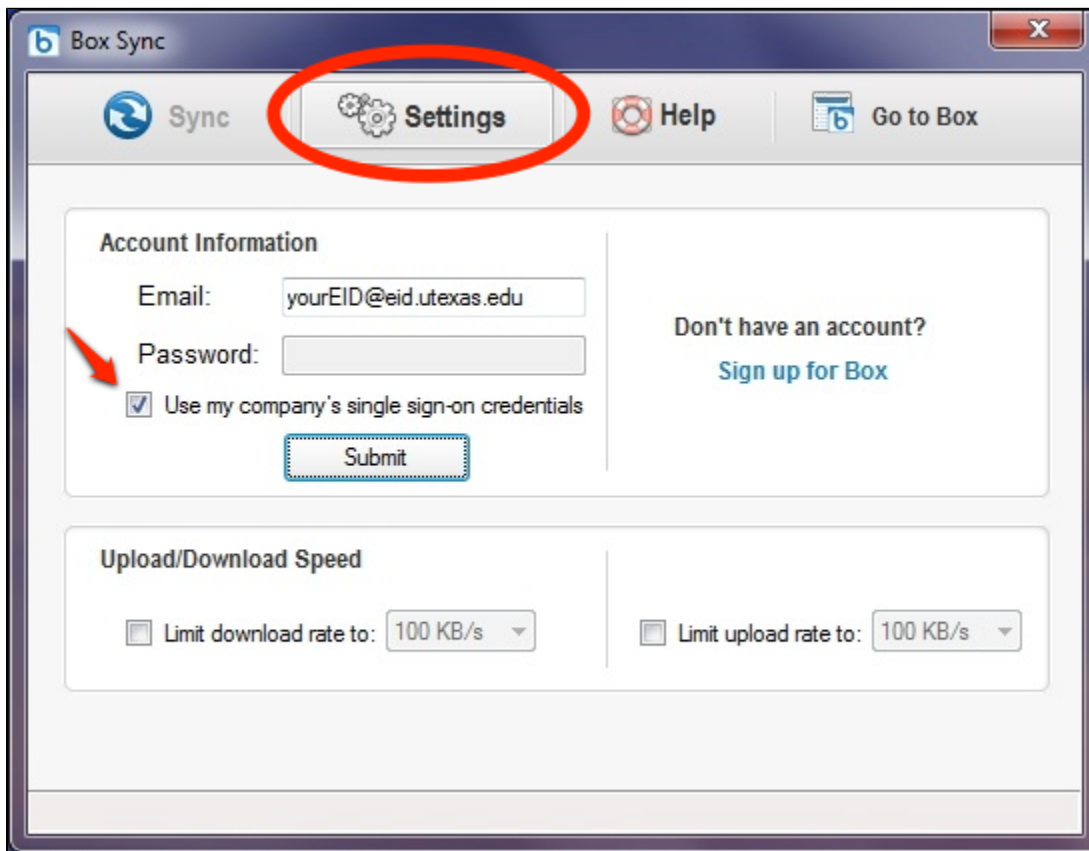 Box Sync
Sync Settings Help Go to Box
Account Information
Email: yourEID@eid.utexas.edu
Password:
Use my company's single sign-on credentials
Submit
Don't have an account?
Sign up for Box
Upload/Download Speed
Limit download rate to: 100 KB/s
Limit upload rate to: 100 KB/s